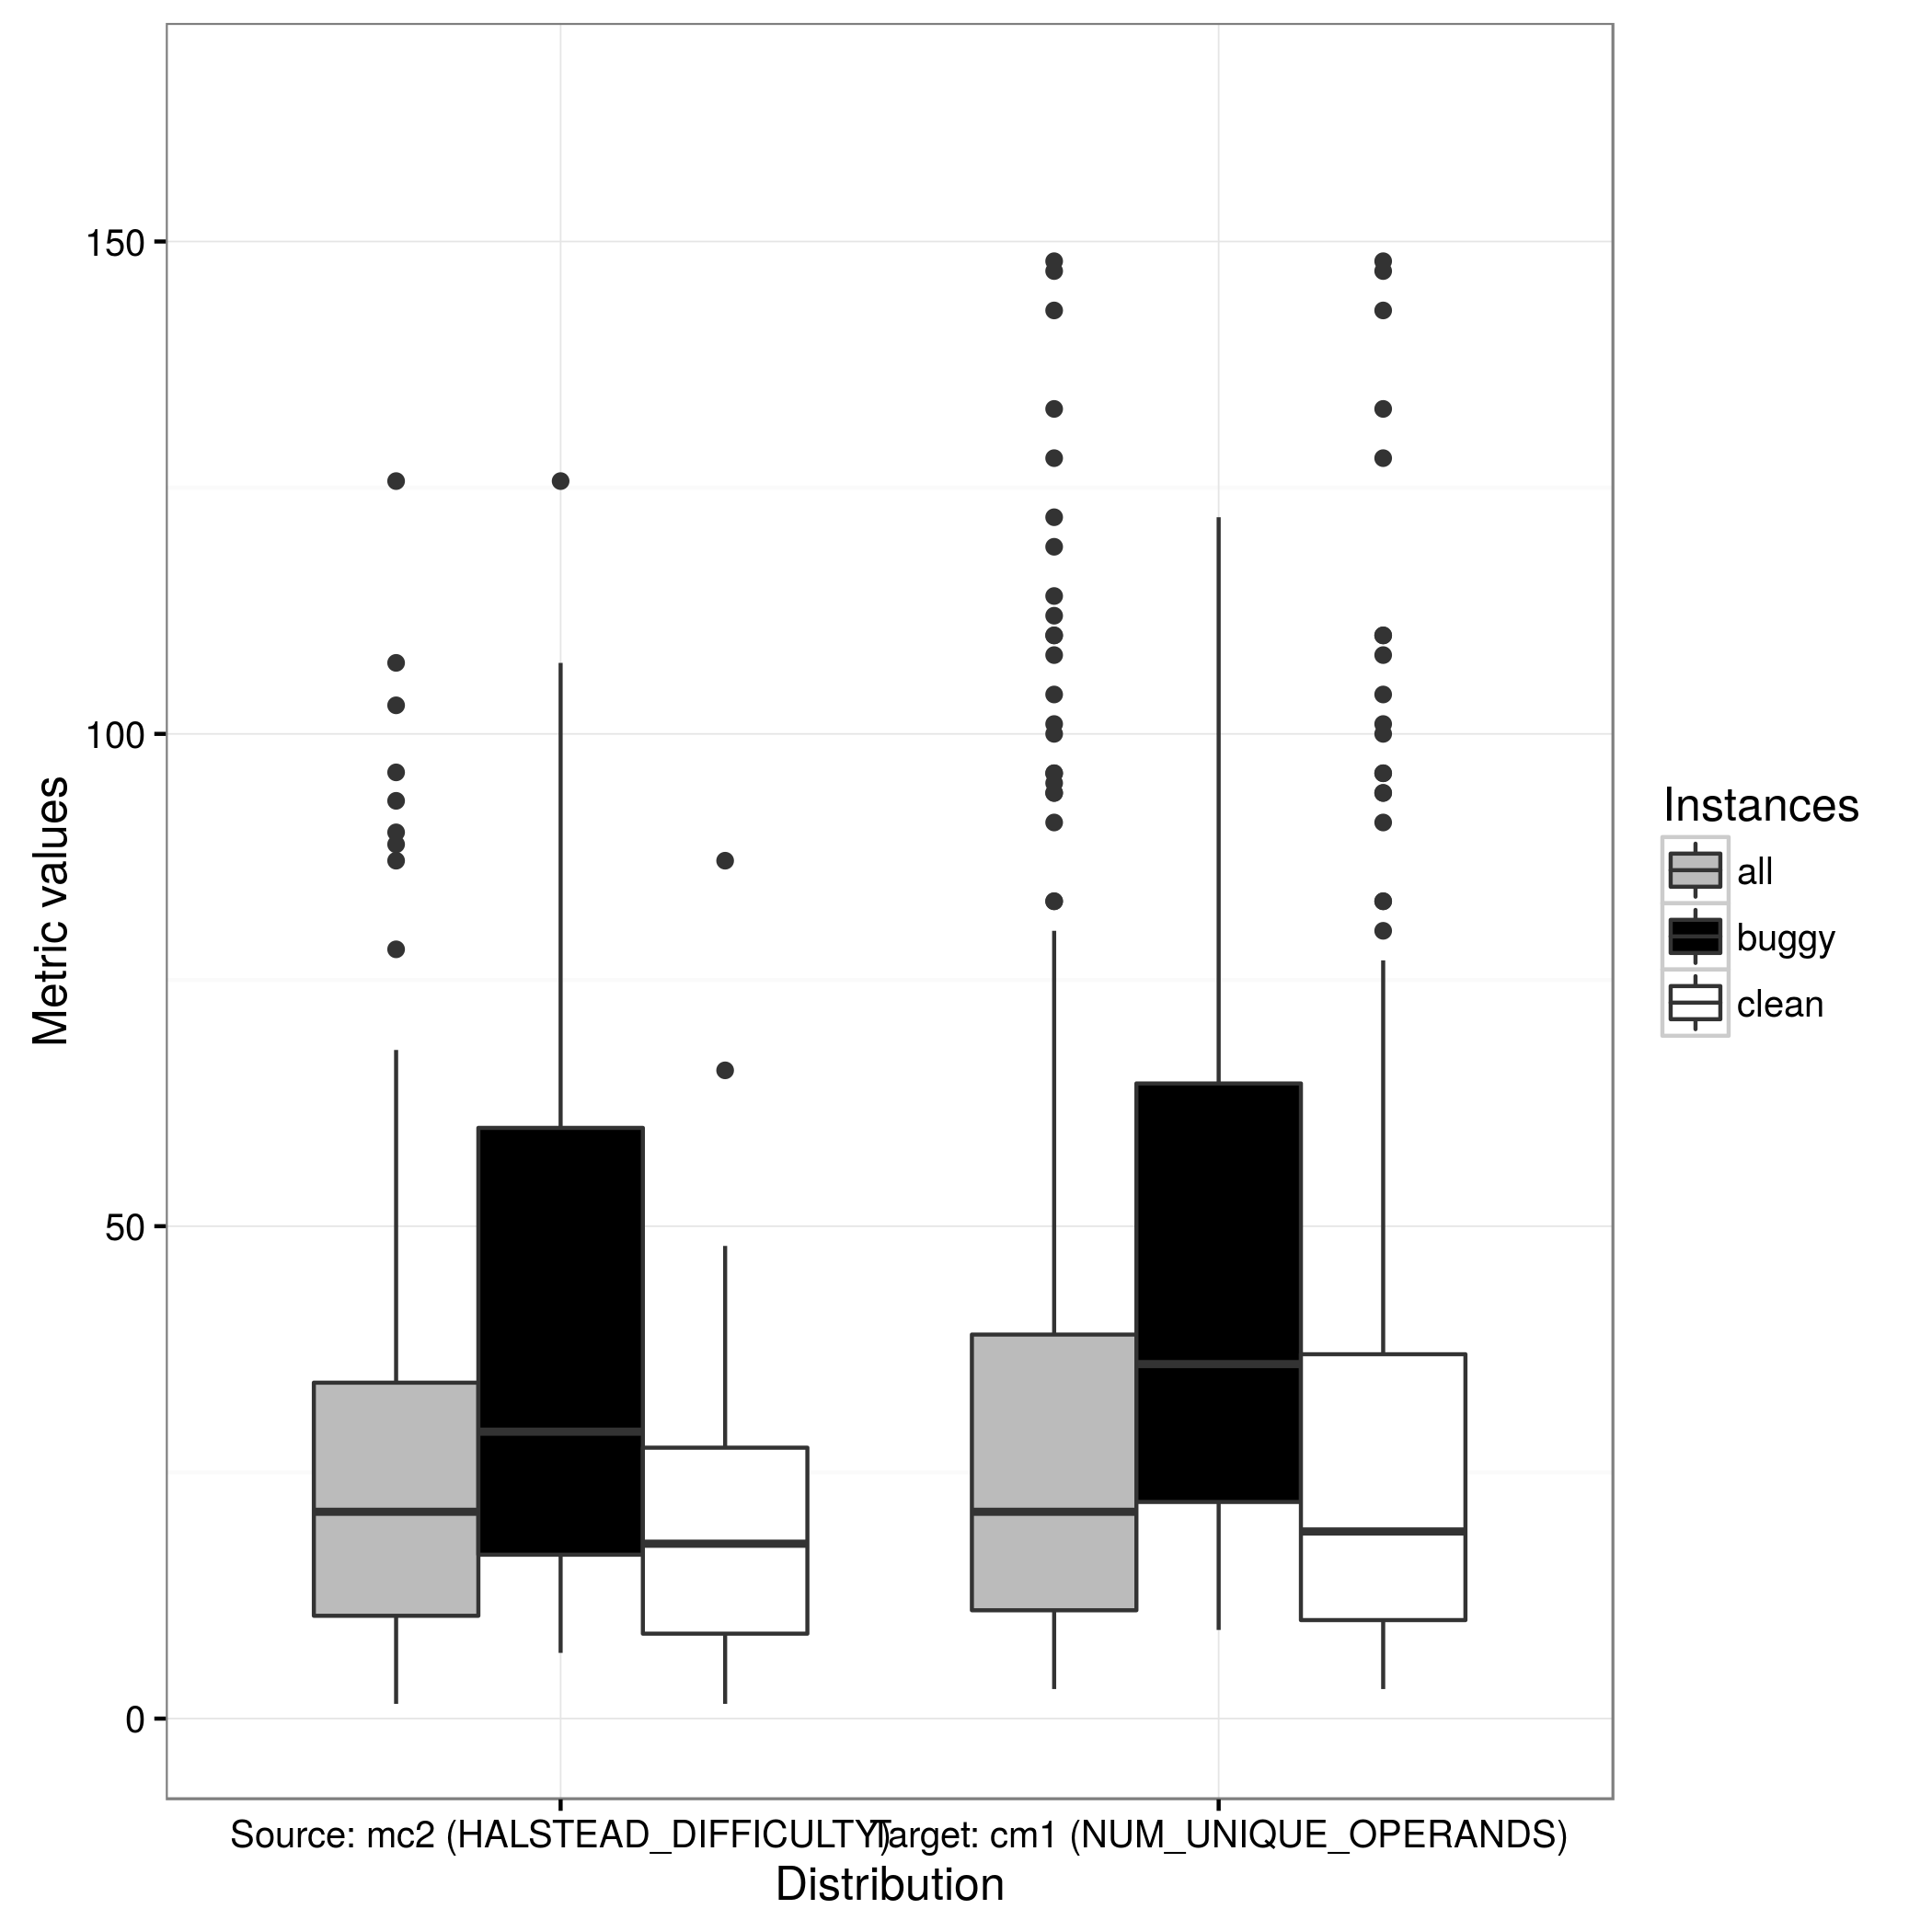 150
100
50
0
Metric values
Source: mc2 (HALSTEAD_DIFFICULTY)
Target: cm1 (NUM_UNIQUE_OPERANDS)
Distribution
Instances
all
buggy
clean